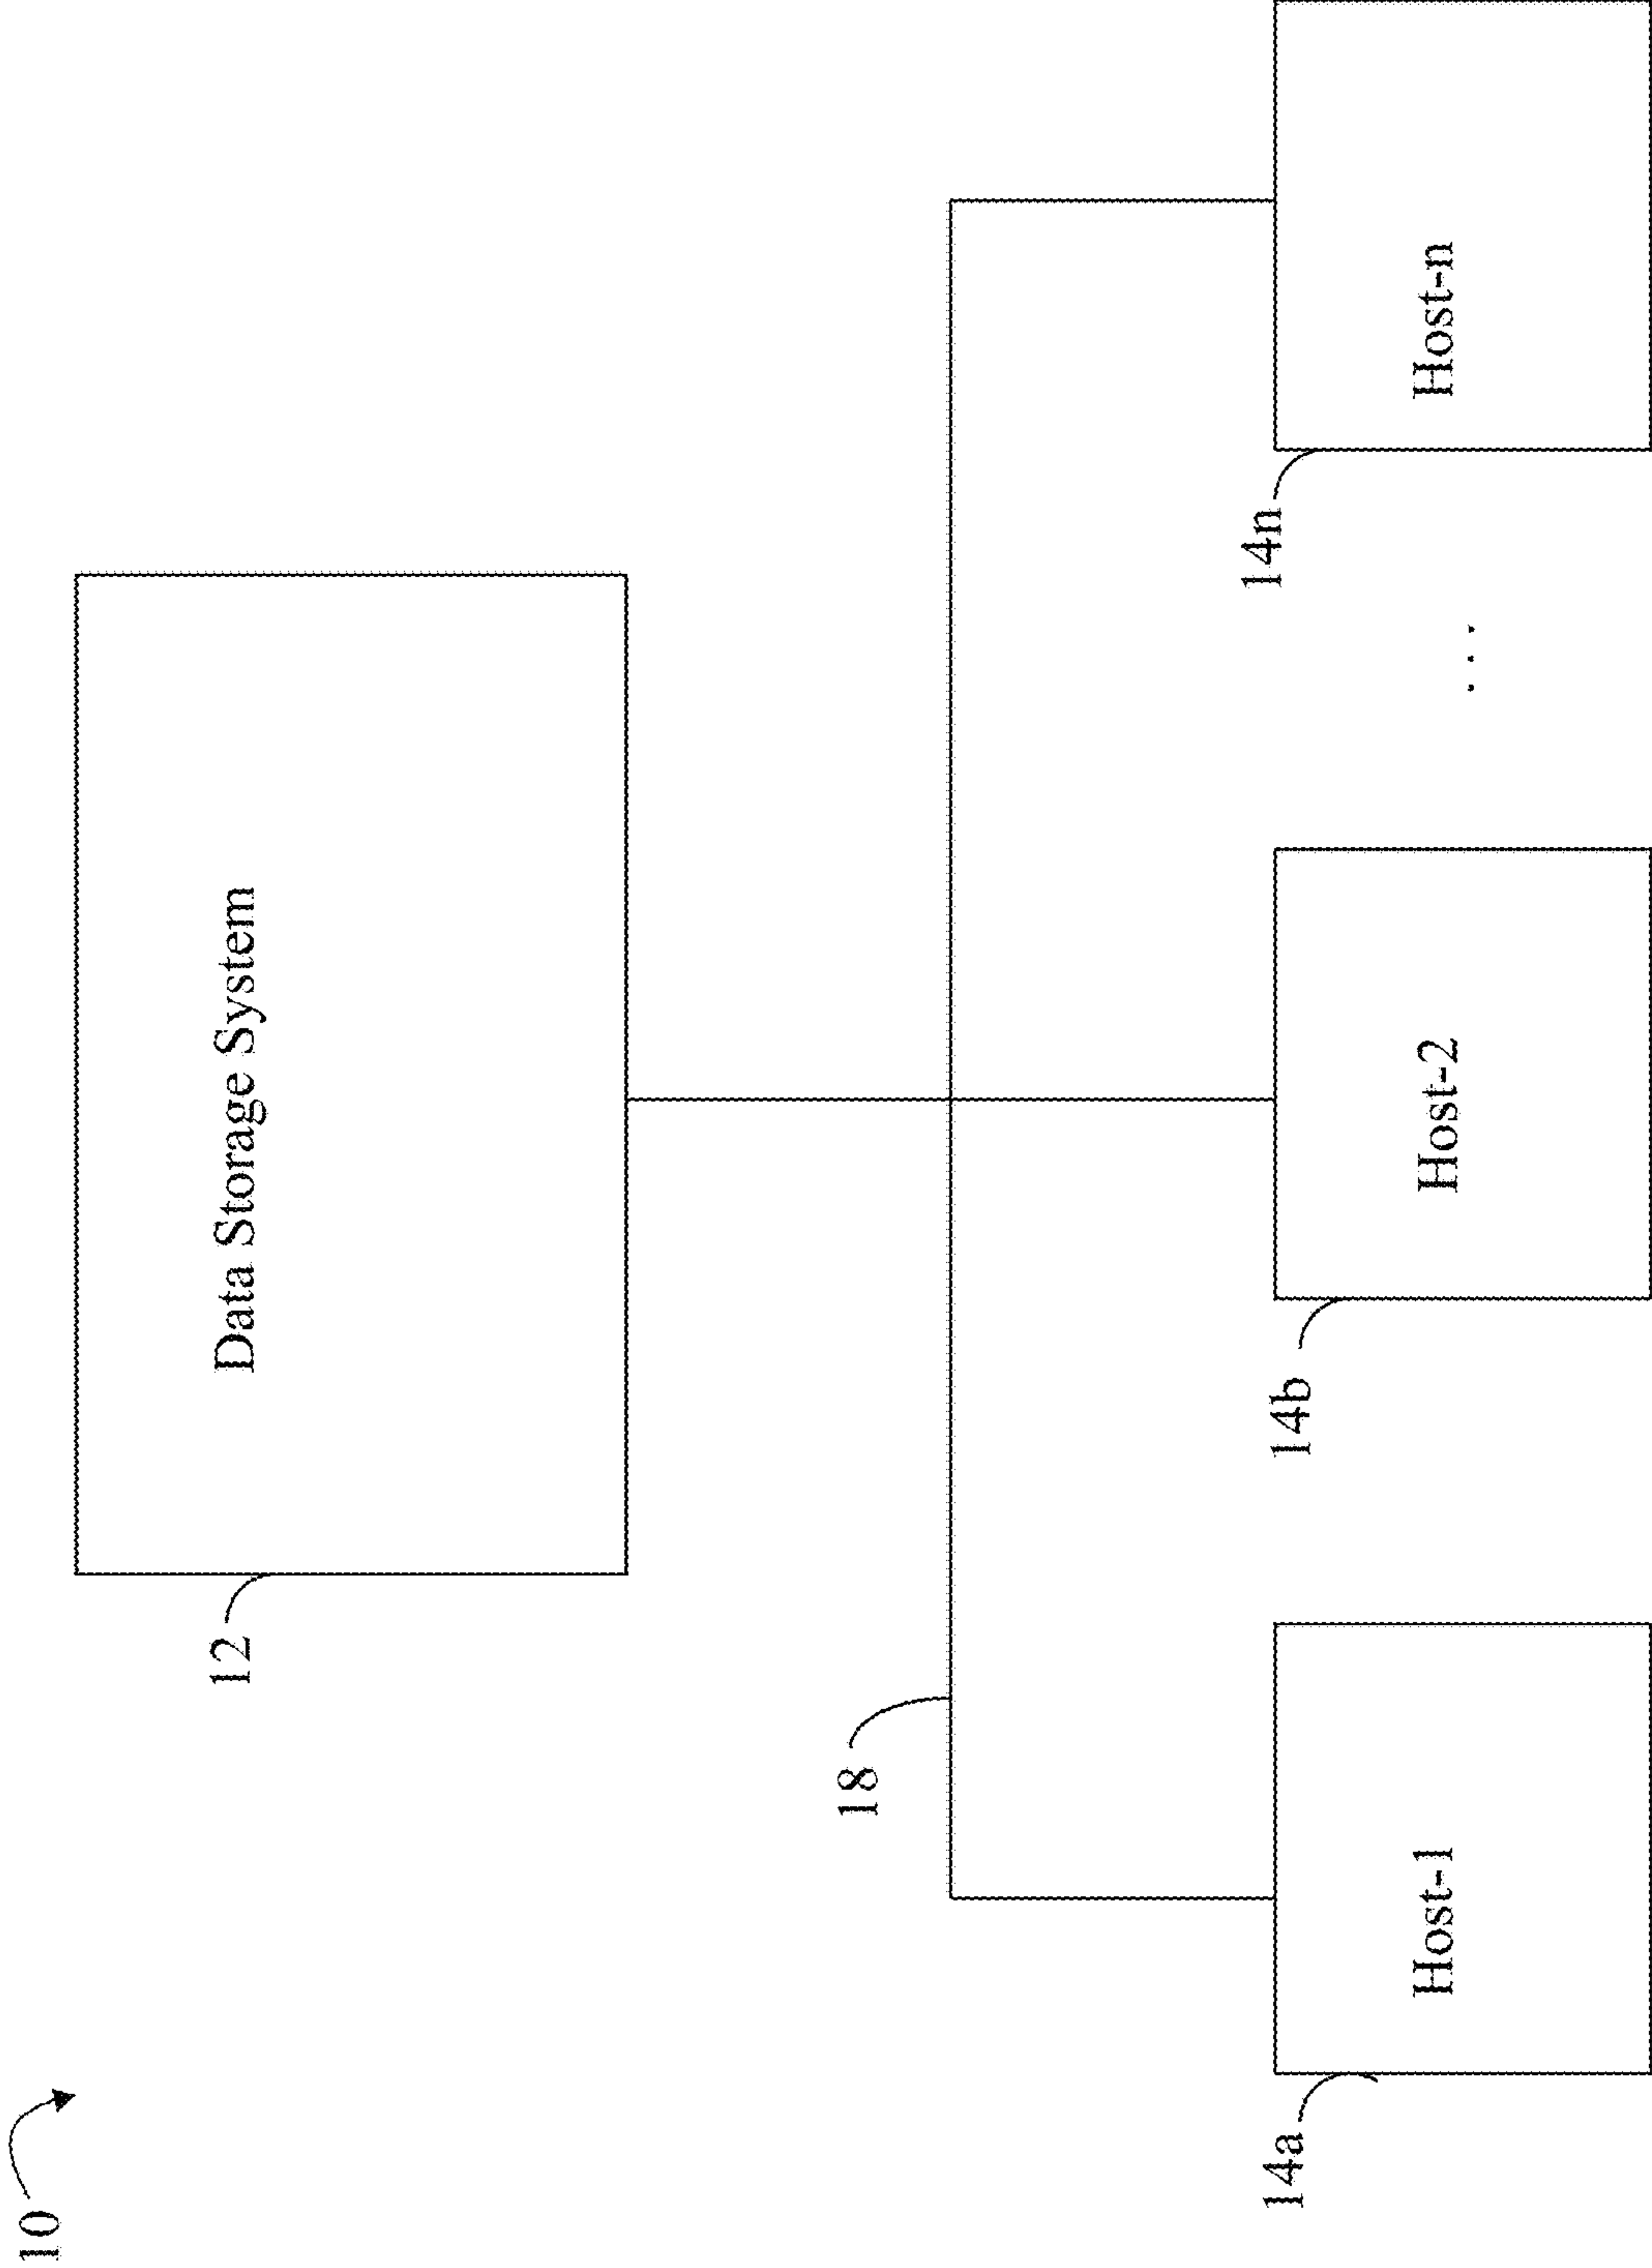 10
12
Data Storage System
18
14a
Host-1
14b
Host-2
. . .
14n
Host-n